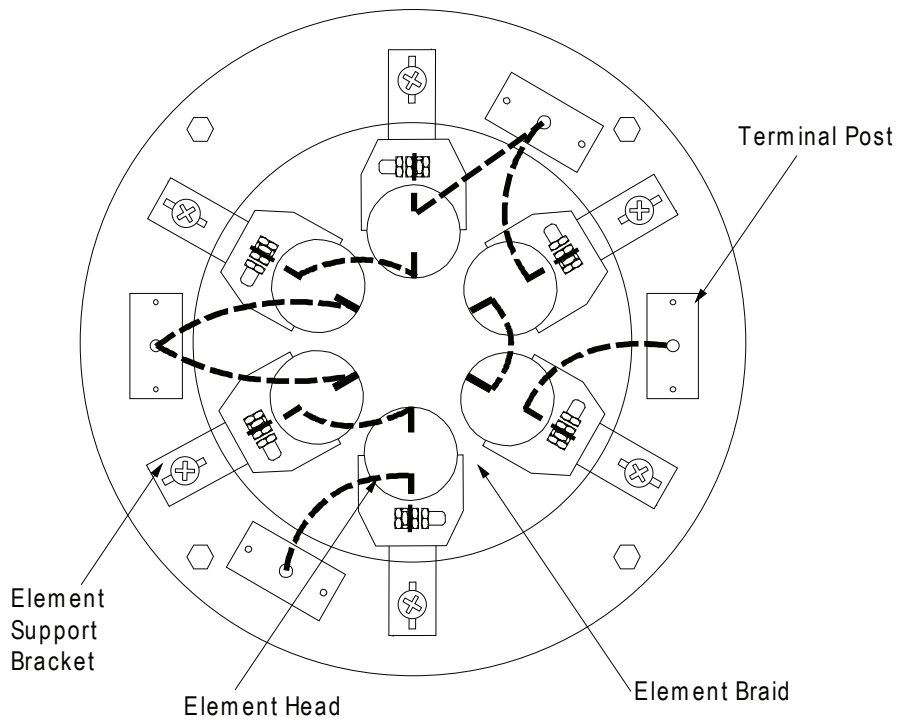 Terminal Post
Element
Support
Bracket
Element Head
Element Braid